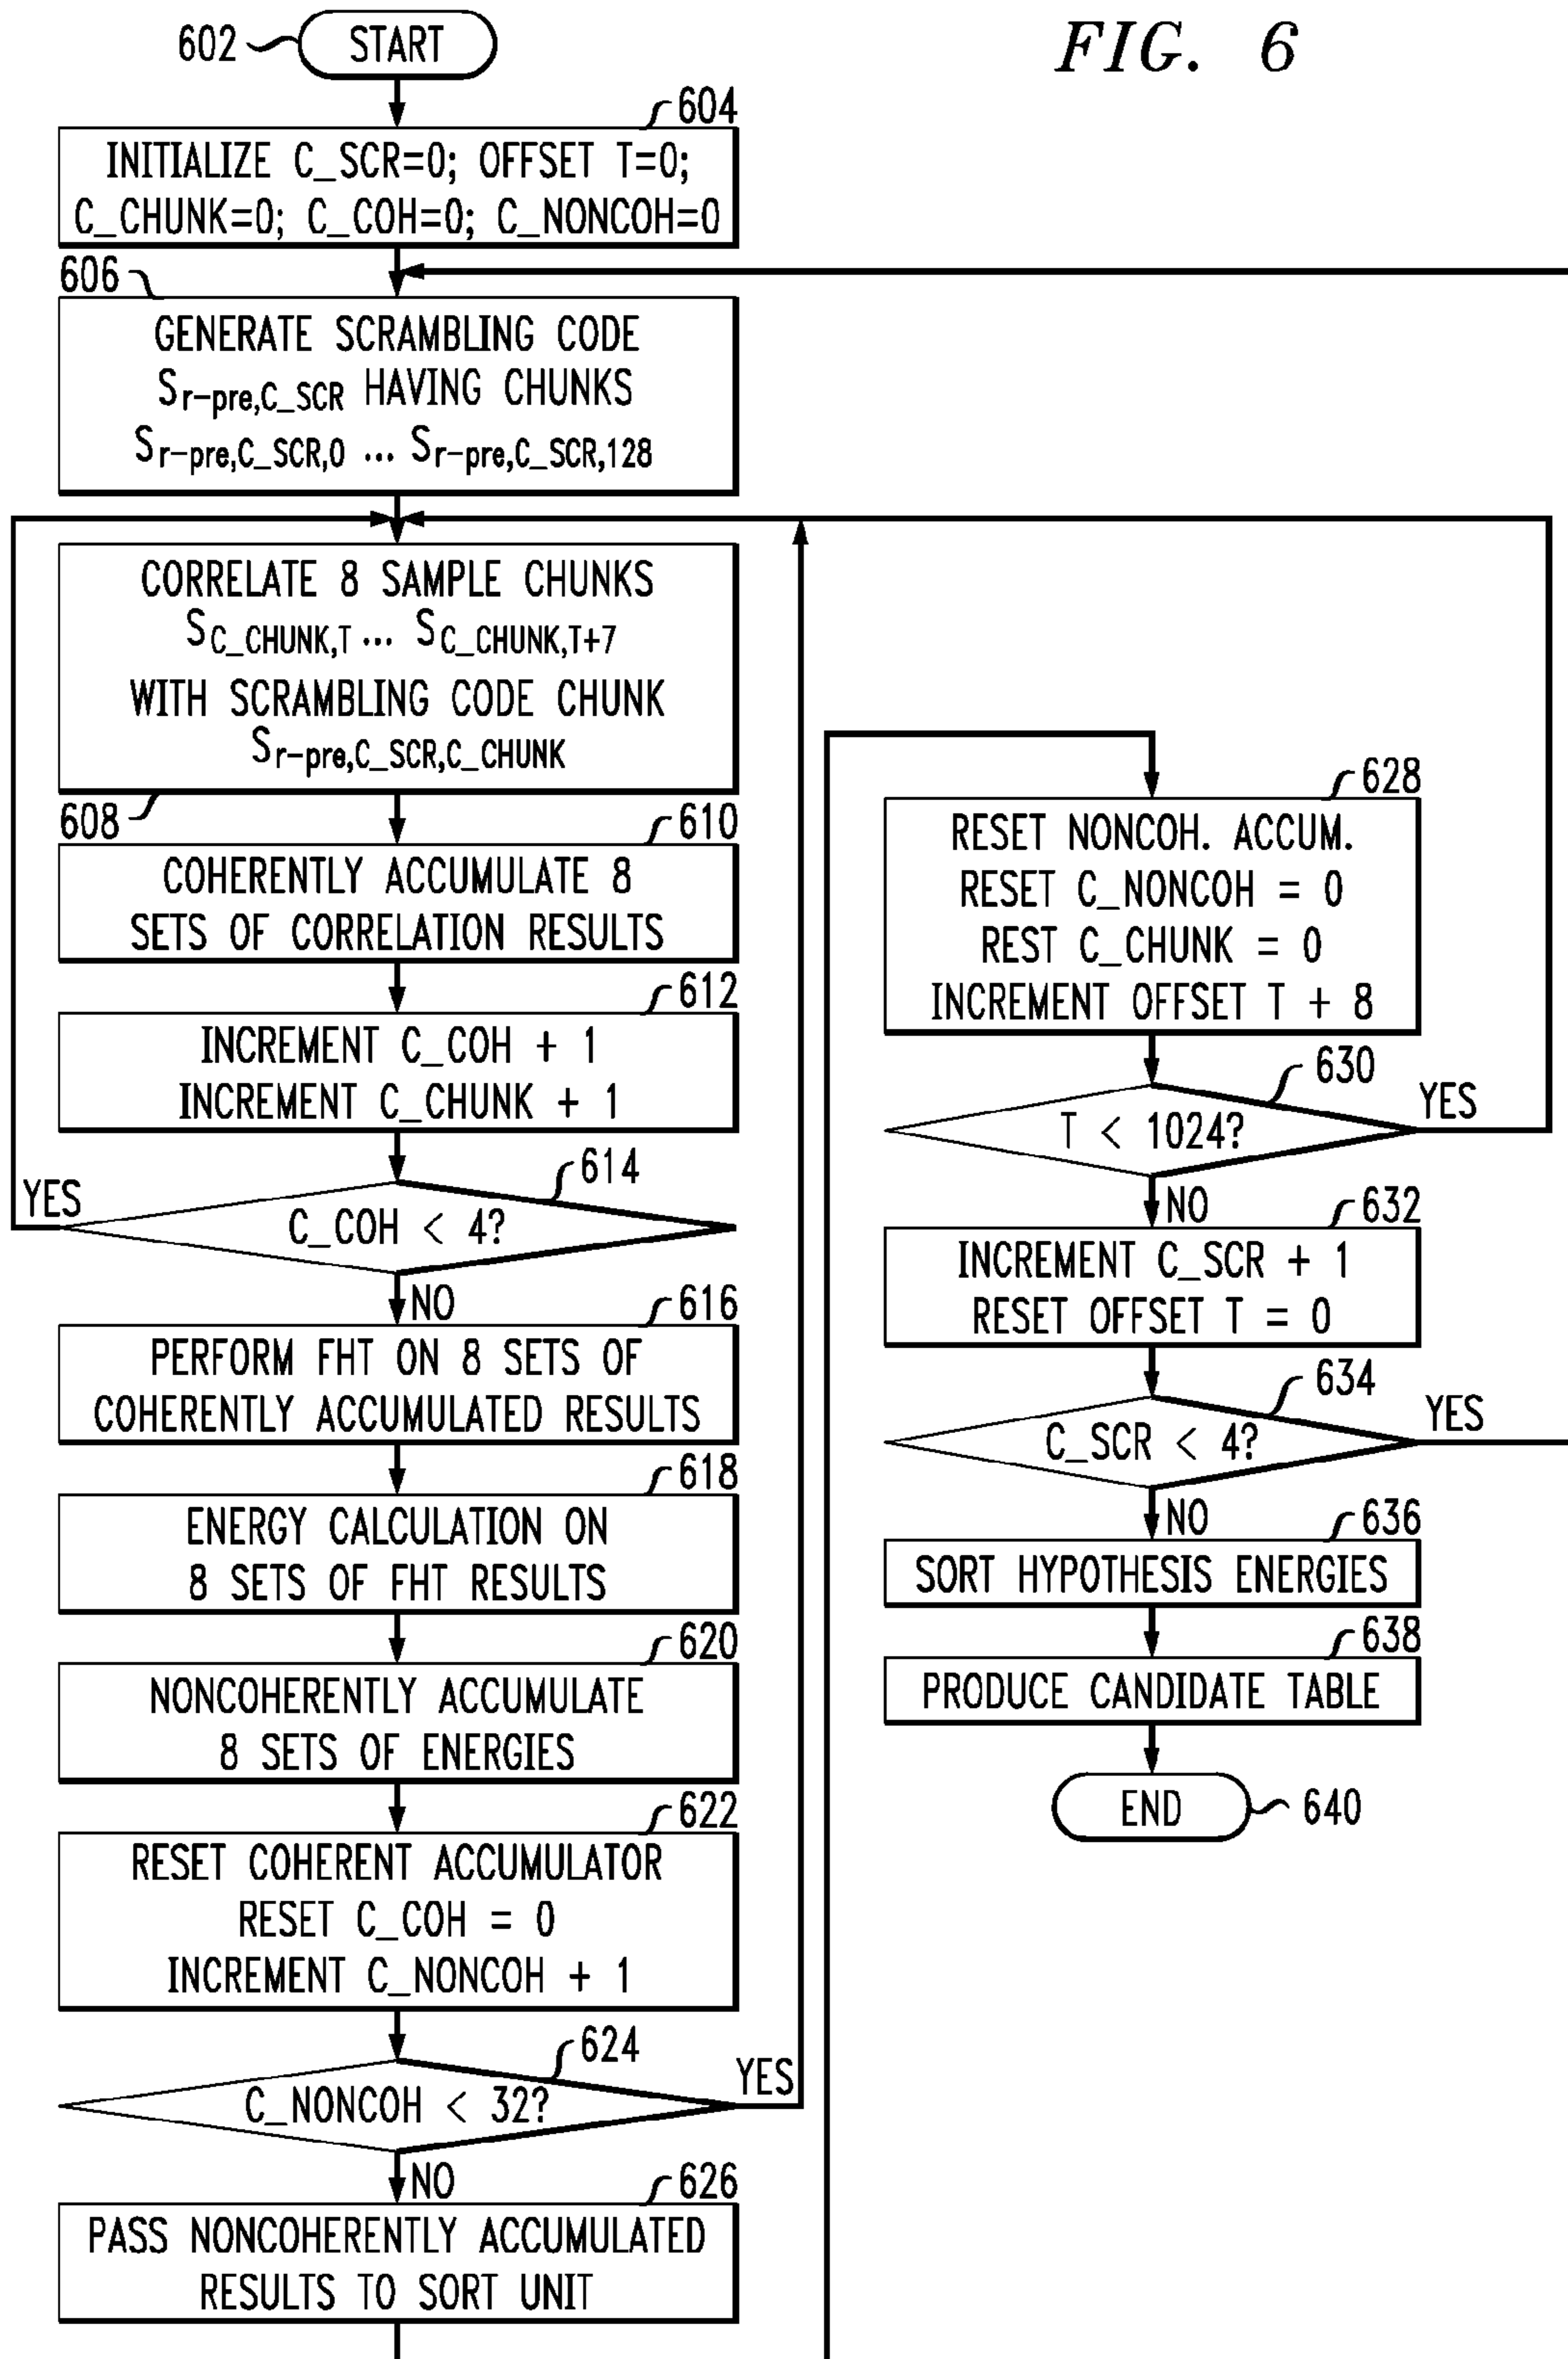 FIG. 6
602
START
604
INITIALIZE C_SCR=0; OFFSET T=0;
C_CHUNK=0; C_COH=0; C_NONCOH=0
606
GENERATE SCRAMBLING CODE
Sr-pre,C_SCR HAVING CHUNKS
Sr-pre,C_SCR,0 ... Sr-pre,C_SCR,128
CORRELATE 8 SAMPLE CHUNKS
SC_CHUNK,T ... SC_CHUNK,T+7
WITH SCRAMBLING CODE CHUNK
Sr-pre,C_SCR,C_CHUNK
608
610
COHERENTLY ACCUMULATE 8
SETS OF CORRELATION RESULTS
612
INCREMENT C_COH + 1
INCREMENT C_CHUNK + 1
614
YES
C_COH < 4?
NO
616
PERFORM FHT ON 8 SETS OF
COHERENTLY ACCUMULATED RESULTS
618
ENERGY CALCULATION ON
8 SETS OF FHT RESULTS
620
NONCOHERENTLY ACCUMULATE
8 SETS OF ENERGIES
622
RESET COHERENT ACCUMULATOR
RESET C_COH = 0
INCREMENT C_NONCOH + 1
624
YES
C_NONCOH < 32?
NO
626
PASS NONCOHERENTLY ACCUMULATED
RESULTS TO SORT UNIT
628
RESET NONCOH. ACCUM.
RESET C_NONCOH = 0
REST C_CHUNK = 0
INCREMENT OFFSET T + 8
630
YES
T < 1024?
NO
632
INCREMENT C_SCR + 1
RESET OFFSET T = 0
634
YES
C_SCR < 4?
NO
636
SORT HYPOTHESIS ENERGIES
638
PRODUCE CANDIDATE TABLE
END
640